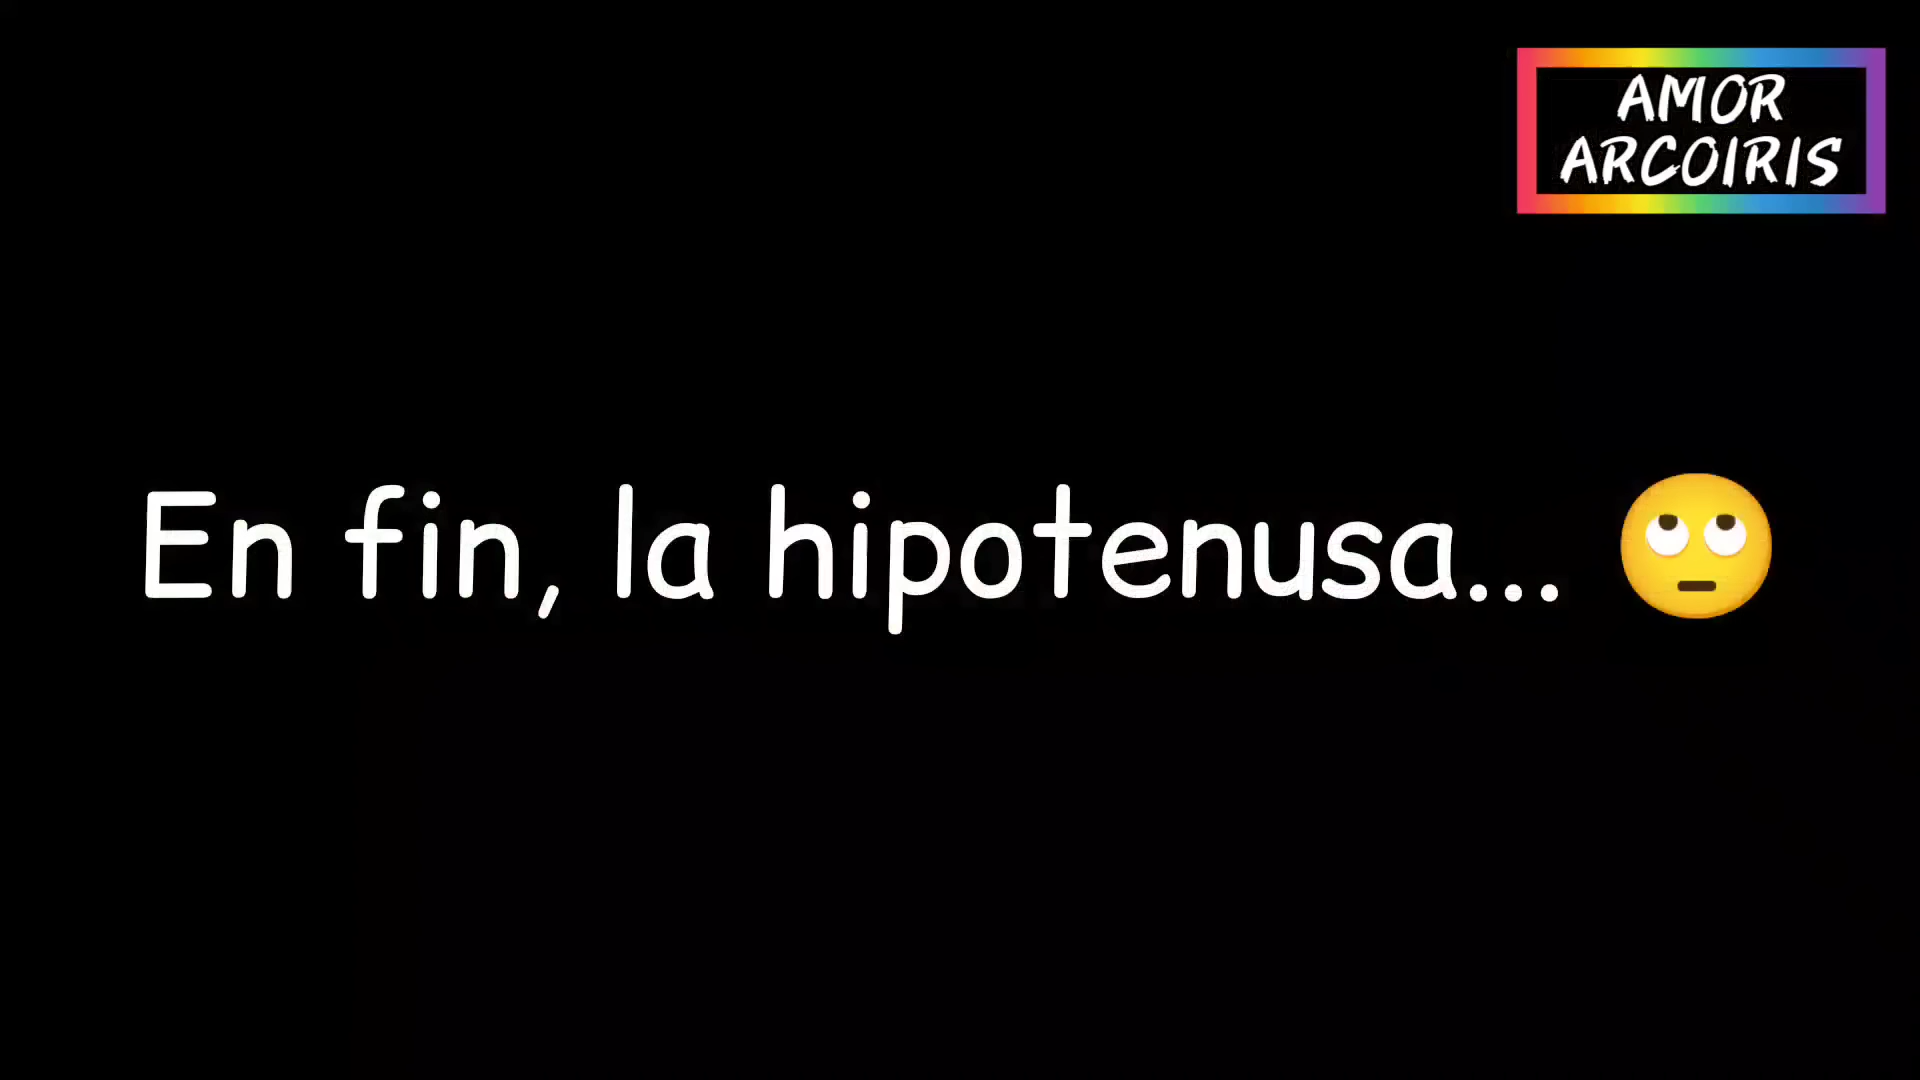 AMOR
ARCOIRIS
En fin, la hipotenusa... 🙄